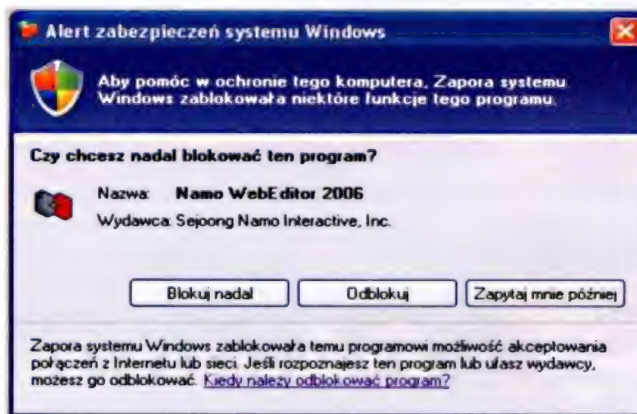 Alert zabezpieczeń systemu Windows
Aby pomóc w ochronie tego komputera, Zapora systemu
Windows zablokowała niektóre funkcje tego programu.
Czy chcesz nadal blokować ten program?
Nazwa: Namo WebEditor 2006
Wydawca: Sejoong Namo Interactive, Inc.
Blokuj nadal Odblokuj Zapytaj mnie później
Zapora systemu Windows zablokowała temu programowi możliwość akceptowania
połączeń z Internetu lub sieci. Jeśli rozpoznajesz ten program lub ufasz wydawcy,
możesz go odblokować. Kiedy należy odblokować program?